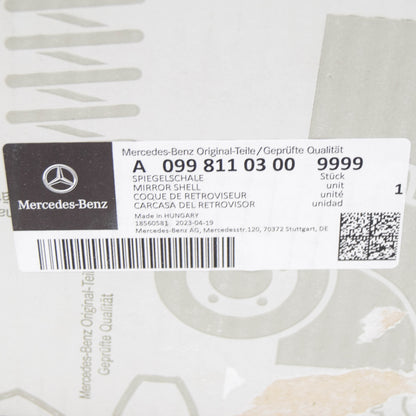 Mercedes-Benz Original-Teile/Geprüfte Qualität
A 099 811 03 00 9999
SPIEGELSCHALE Stück
MIRROR SHELL unit 1
COQUE DE RETROVISEUR unité
CARCASA DEL RETROVISOR unidad
Made in HUNGARY
18560581 2023-04-19
Mercedes-Benz AG, Mercedesstr.120, 70372 Stuttgart, DE
Mercedes-Benz
Mercedes-Benz Original-Teile
Geprüfte Qualität